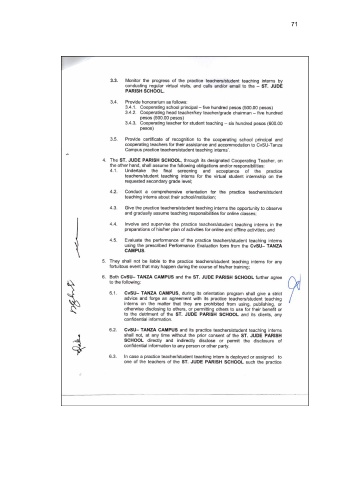 71
3.3. Monitor the progress of the practice teachers/student teaching interns by
conducting regular virtual visits, and calls and/or email to the – ST. JUDE
PARISH SCHOOL.
3.4. Provide honorarium as follows:
3.4.1. Cooperating school principal – five hundred pesos (500.00 pesos)
3.4.2. Cooperating head teacher/key teacher/grade chairman – five hundred
pesos (500.00 pesos)
3.4.3. Cooperating teacher for student teaching – six hundred pesos (600.00
pesos)
3.5. Provide certificate of recognition to the cooperating school principal and
cooperating teachers for their assistance and accommodation to CvSU-Tanza
Campus practice teachers/student teaching interns'.
4. The ST. JUDE PARISH SCHOOL, through its designated Cooperating Teacher, on
the other hand, shall assume the following obligations and/or responsibilities:
4.1. Undertake the final screening and acceptance of the practice
teachers/student teaching interns for the virtual student internship on the
requested secondary grade level;
4.2. Conduct a comprehensive orientation for the practice teachers/student
teaching interns about their school/institution;
4.3. Give the practice teachers/student teaching interns the opportunity to observe
and gradually assume teaching responsibilities for online classes;
4.4. Involve and supervise the practice teachers/student teaching interns in the
preparations of his/her plan of activities for online and offline activities; and
4.5. Evaluate the performance of the practice teachers/student teaching interns
using the prescribed Performance Evaluation form from the CvSU– TANZA
CAMPUS.
5. They shall not be liable to the practice teachers/student teaching interns for any
fortuitous event that may happen during the course of his/her training;
6. Both CvSU– TANZA CAMPUS and the ST. JUDE PARISH SCHOOL further agree
to the following:
6.1. CvSU– TANZA CAMPUS, during its orientation program shall give a strict
advice and forge an agreement with its practice teachers/student teaching
interns on the matter that they are prohibited from using, publishing, or
otherwise disclosing to others, or permitting others to use for their benefit or
to the detriment of the ST. JUDE PARISH SCHOOL and its clients, any
confidential information.
6.2. CvSU– TANZA CAMPUS and its practice teachers/student teaching interns
shall not, at any time without the prior consent of the ST. JUDE PARISH
SCHOOL directly and indirectly disclose or permit the disclosure of
confidential information to any person or other party.
6.3. In case a practice teacher/student teaching intern is deployed or assigned to
one of the teachers of the ST. JUDE PARISH SCHOOL such the practice